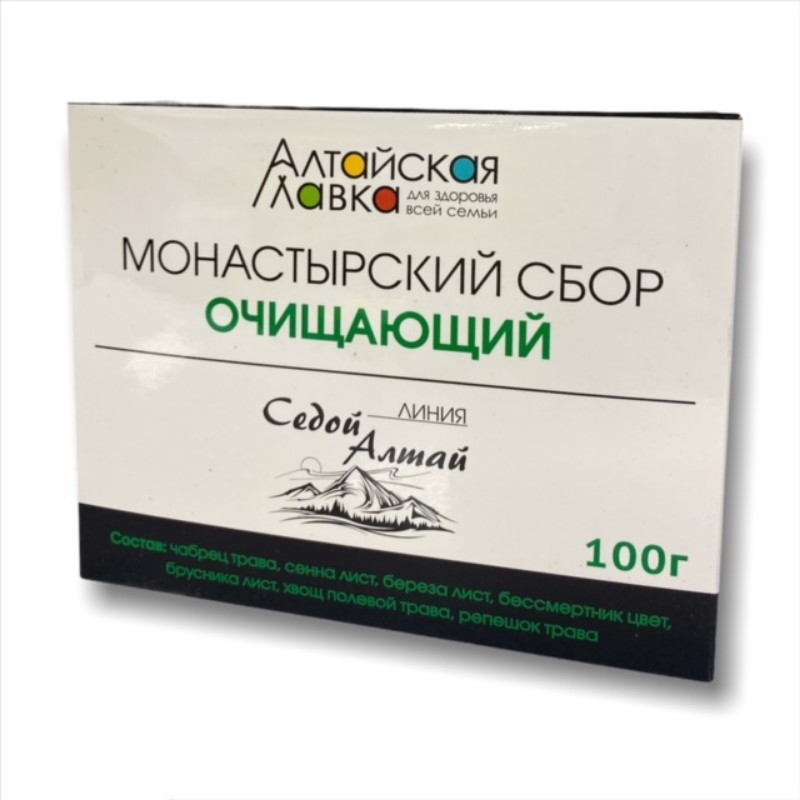 Алтайская
Лавка для здоровья
всей семьи
МОНАСТЫРСКИЙ СБОР
ОЧИЩАЮЩИЙ
ЛИНИЯ
Седой
Алтай
100г
Состав: чабрец трава, сенна лист, береза лист, бессмертник цвет,
брусника лист, хвощ полевой трава, репешок трава